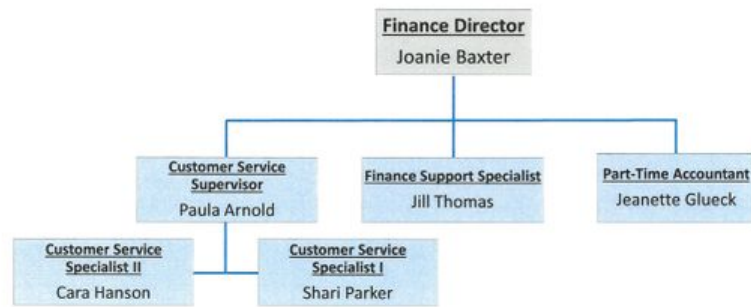 Finance Director
Joanie Baxter
Customer Service
Supervisor
Paula Arnold
Finance Support Specialist
Jill Thomas
Part-Time Accountant
Jeanette Glueck
Customer Service
Specialist II
Cara Hanson
Customer Service
Specialist I
Shari Parker